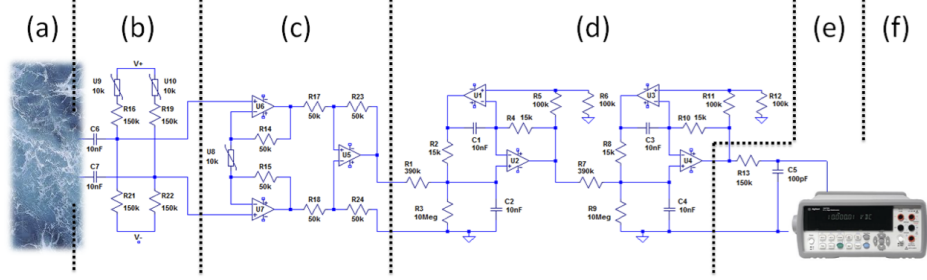 (a) (b) (c) (d) (e) (f)
V+
U9
10k
U10
10k
R16
150k
R19
150k
C6
10nF
C7
10nF
R21
150k
R22
150k
V-
U6
R14
50k
U8
10k
R15
50k
U7
R17
50k
R23
50k
U5
R18
50k
R24
50k
R1
390k
R3
10Meg
R2
15k
U1
C1
10nF
R4 15k
R5
100k
R6
100k
U2
C2
10nF
R7
390k
R9
10Meg
R8
15k
U3
C3
10nF
R10 15k
R11
100k
R12
100k
U4
C4
10nF
R13
150k
C5
100pF